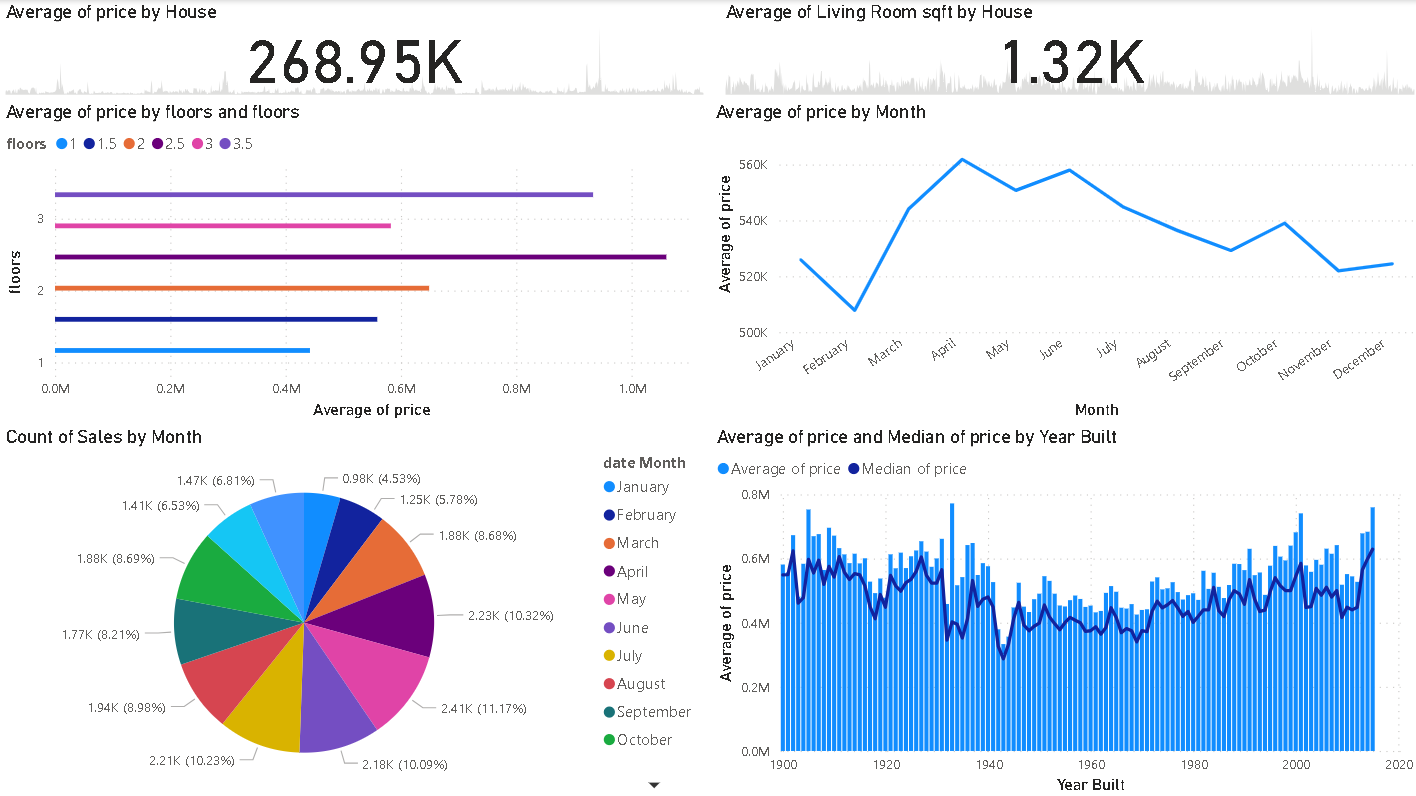 Average of price by House
268.95K
Average of Living Room sqft by House
1.32K
Average of price by floors and floors
floors 1 1.5 2 2.5 3 3.5
floors
3
2
1
0.0M 0.2M 0.4M 0.6M 0.8M 1.0M
Average of price
Average of price by Month
Average of price
560K
540K
520K
500K
January February March April May June July August September October November December
Month
Count of Sales by Month
0.98K (4.53%)
1.25K (5.78%)
1.88K (8.68%)
2.23K (10.32%)
2.41K (11.17%)
2.18K (10.09%)
2.21K (10.23%)
1.94K (8.98%)
1.77K (8.21%)
1.88K (8.69%)
1.41K (6.53%)
1.47K (6.81%)
date Month
January
February
March
April
May
June
July
August
September
October
Average of price and Median of price by Year Built
Average of price Median of price
Average of price
0.8M
0.6M
0.4M
0.2M
0.0M
1900 1920 1940 1960 1980 2000 2020
Year Built